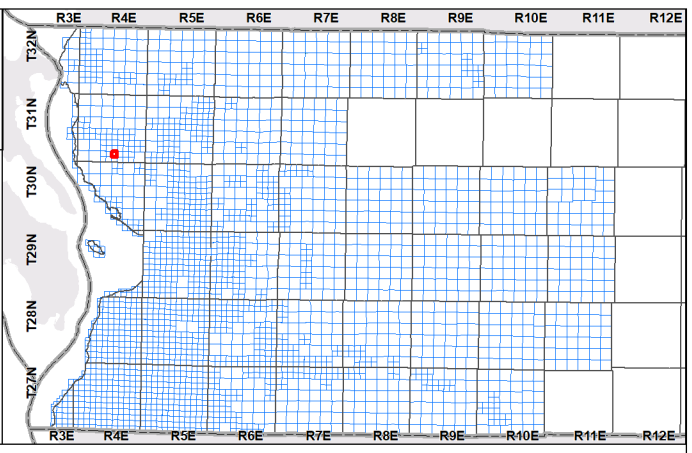 R3E R4E R5E R6E R7E R8E R9E R10E R11E R12E
T32N
T31N
T30N
T29N
T28N
T27N
R3E R4E R5E R6E R7E R8E R9E R10E R11E R12E